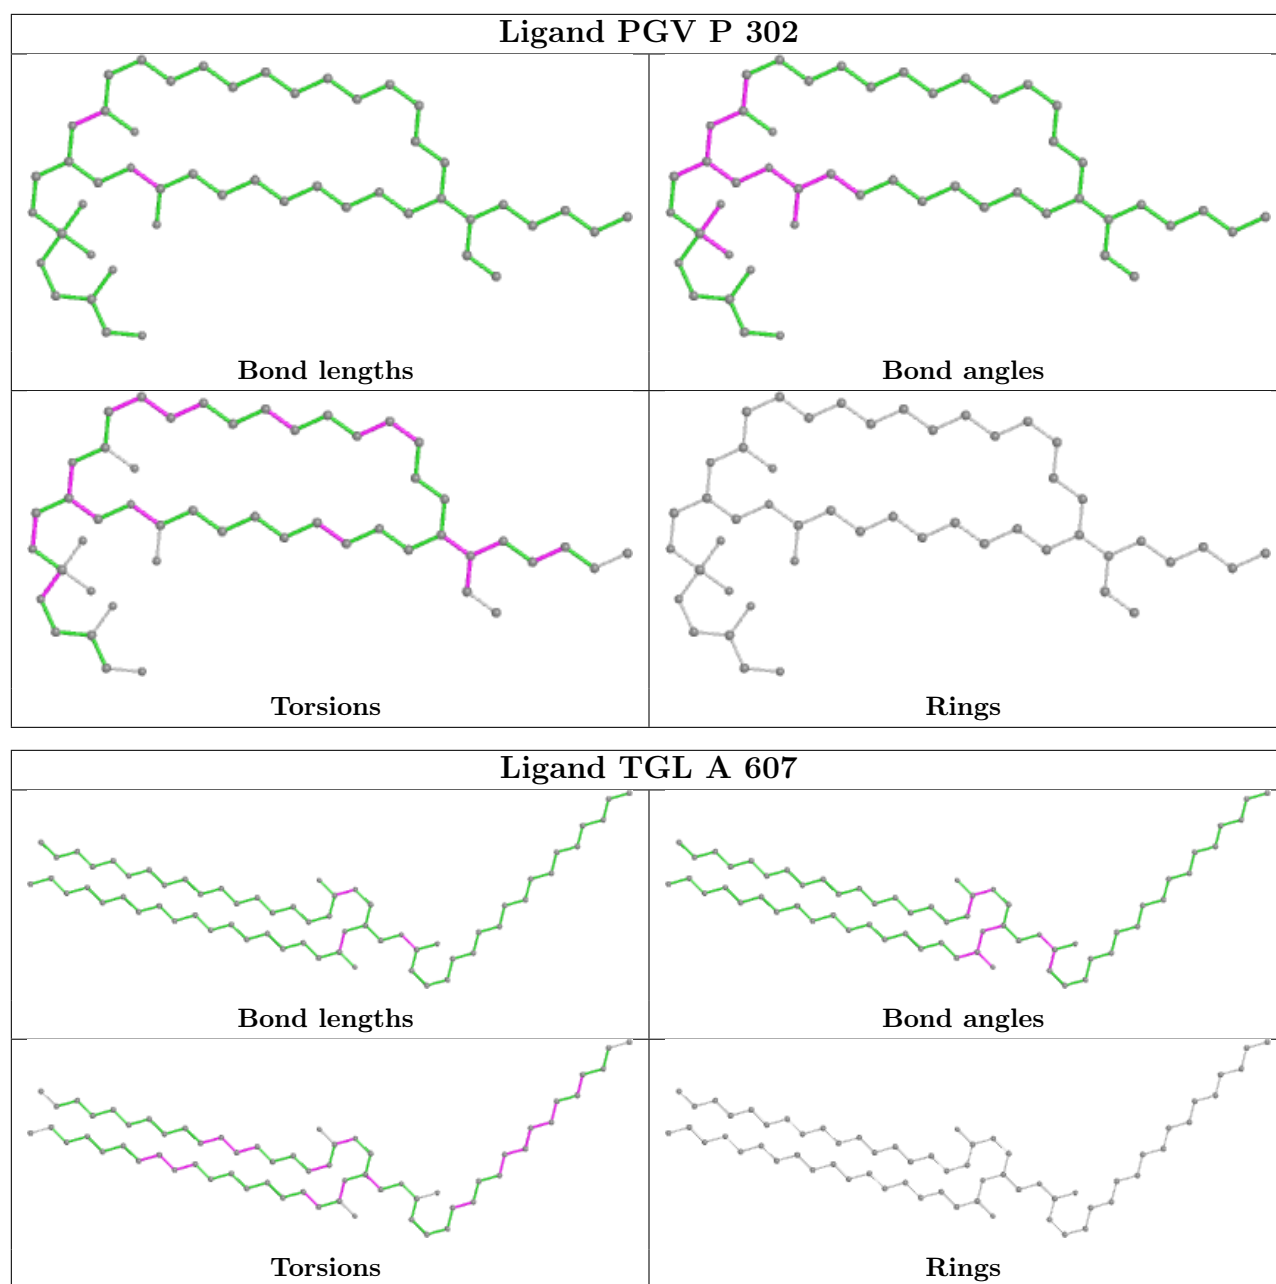 Ligand PGV P 302
Bond lengths
Bond angles
Torsions
Rings
Ligand TGL A 607
Bond lengths
Bond angles
Torsions
Rings